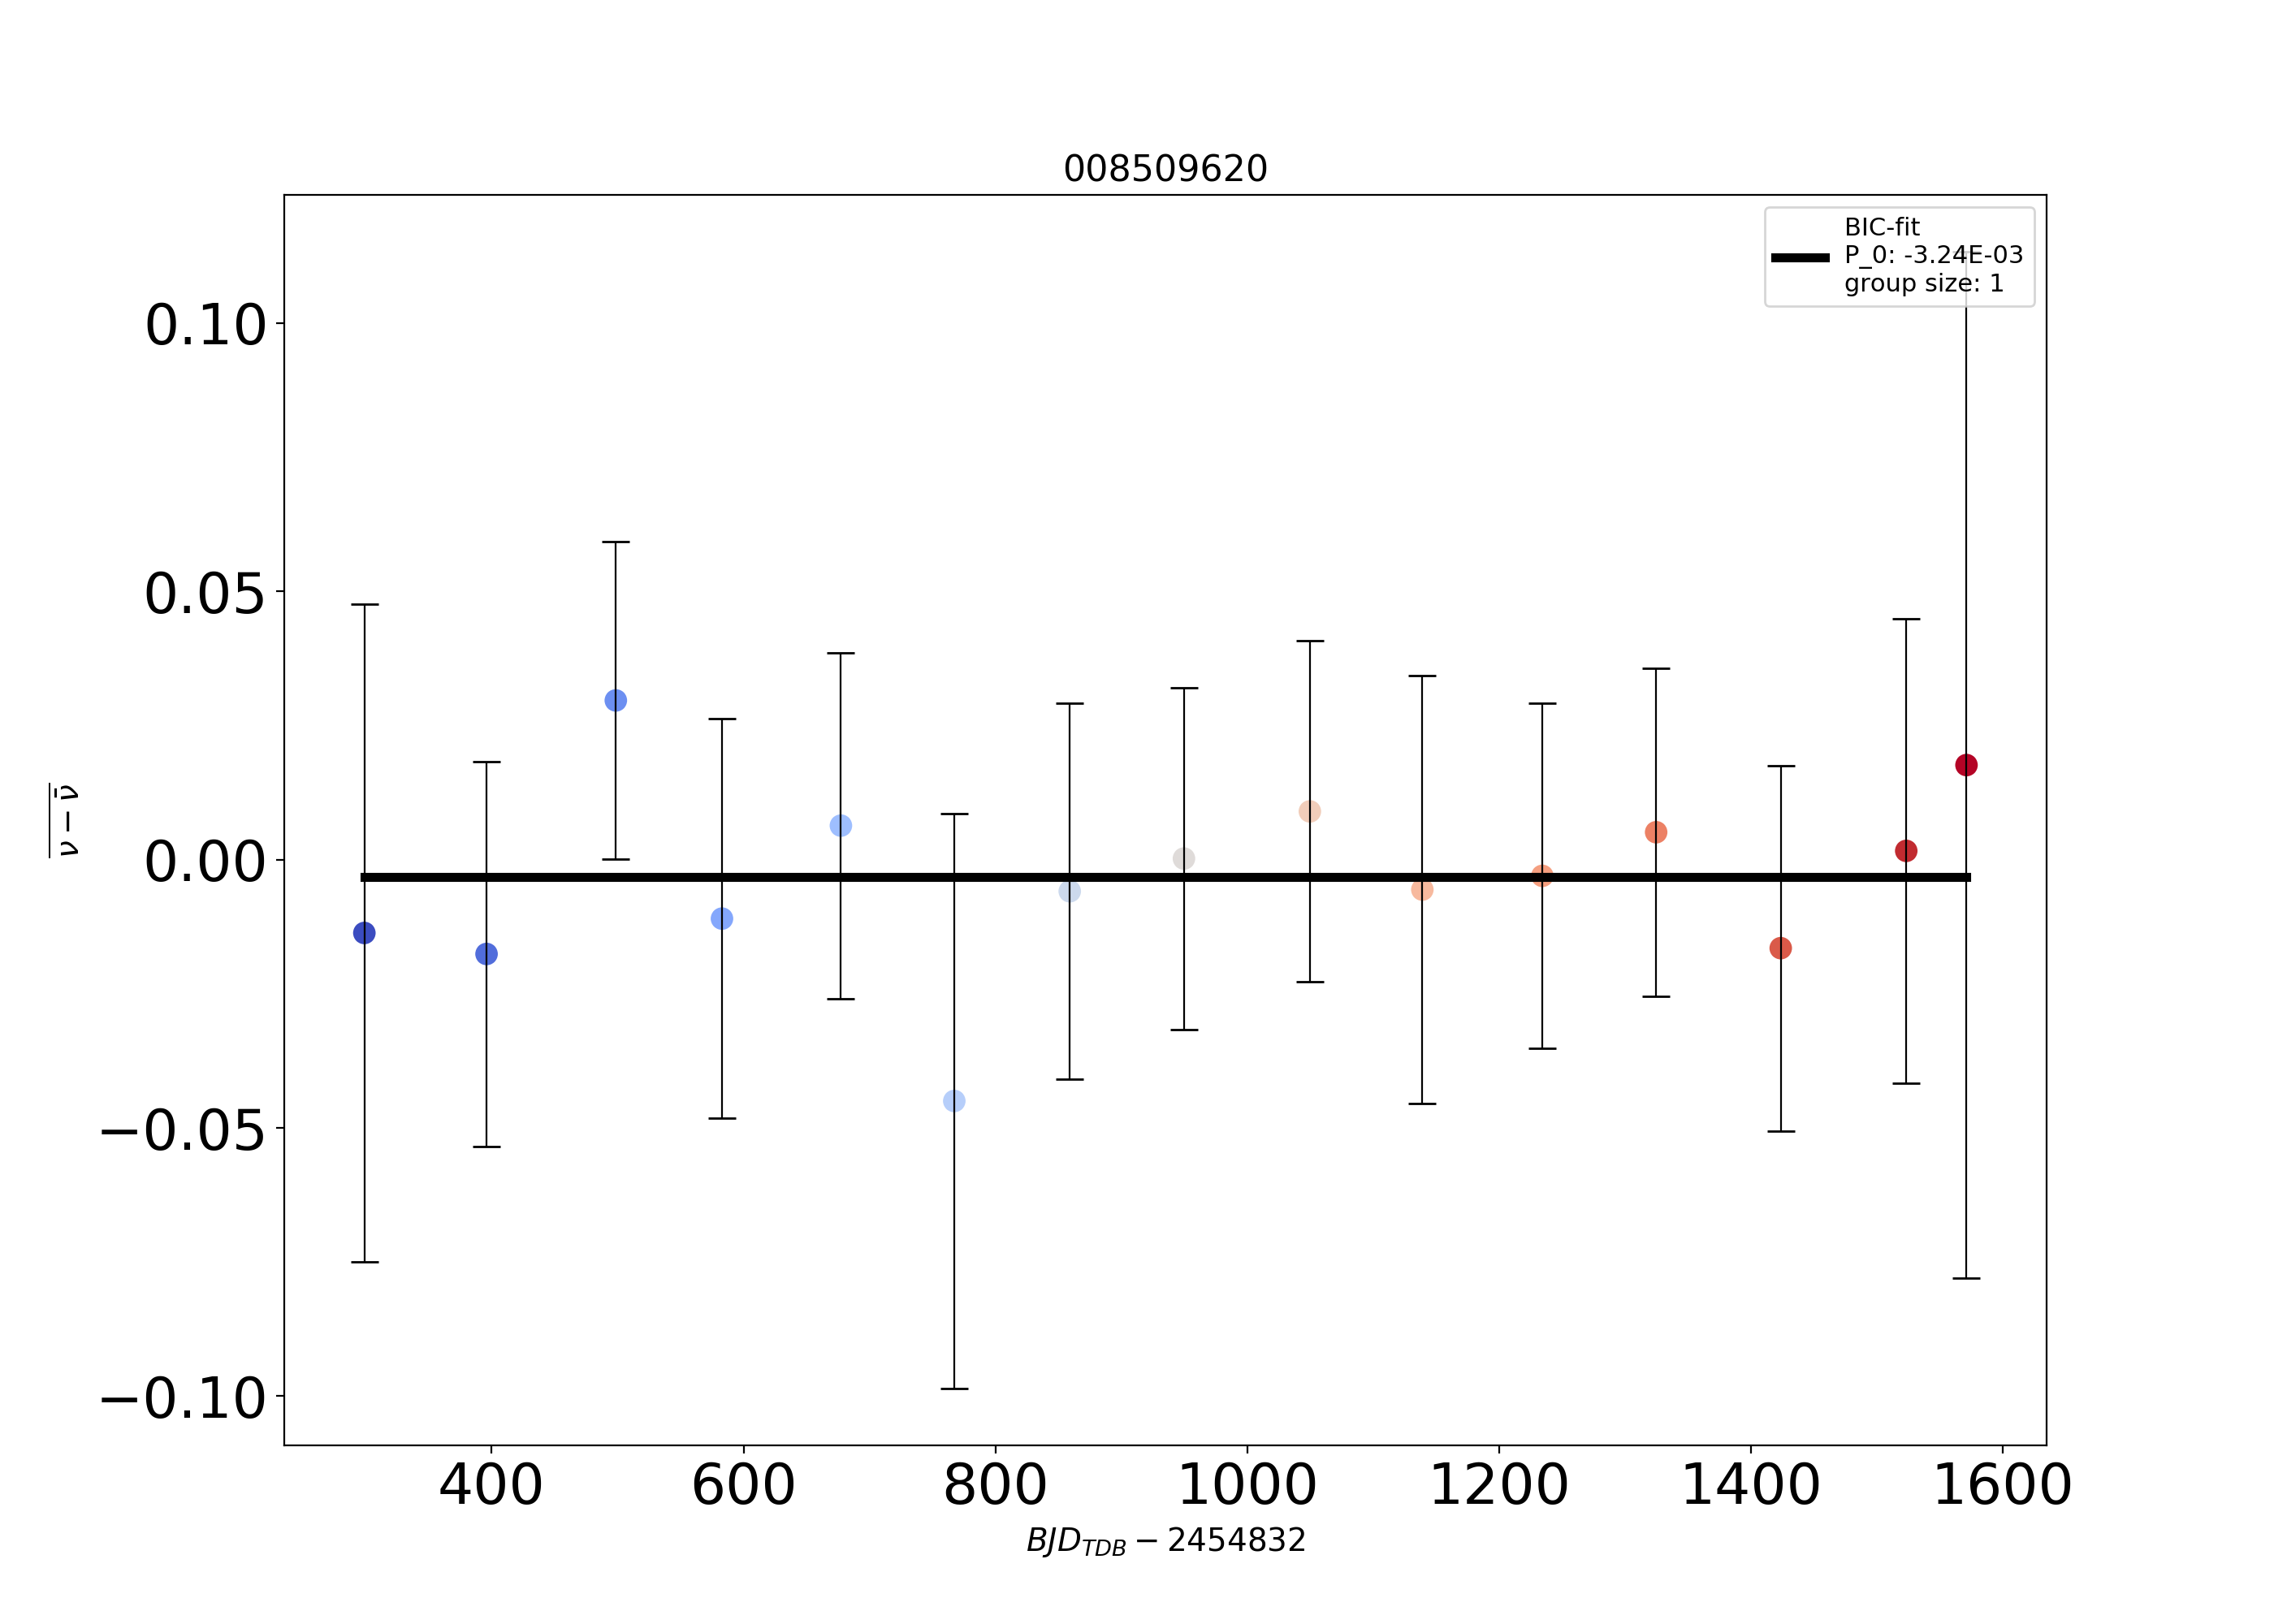 008509620
BIC-fit
P_0: -3.24E-03
group size: 1
0.10
0.05
0.00
−0.05
−0.10
ν − ν̄
400 600 800 1000 1200 1400 1600
BJD_TDB − 2454832